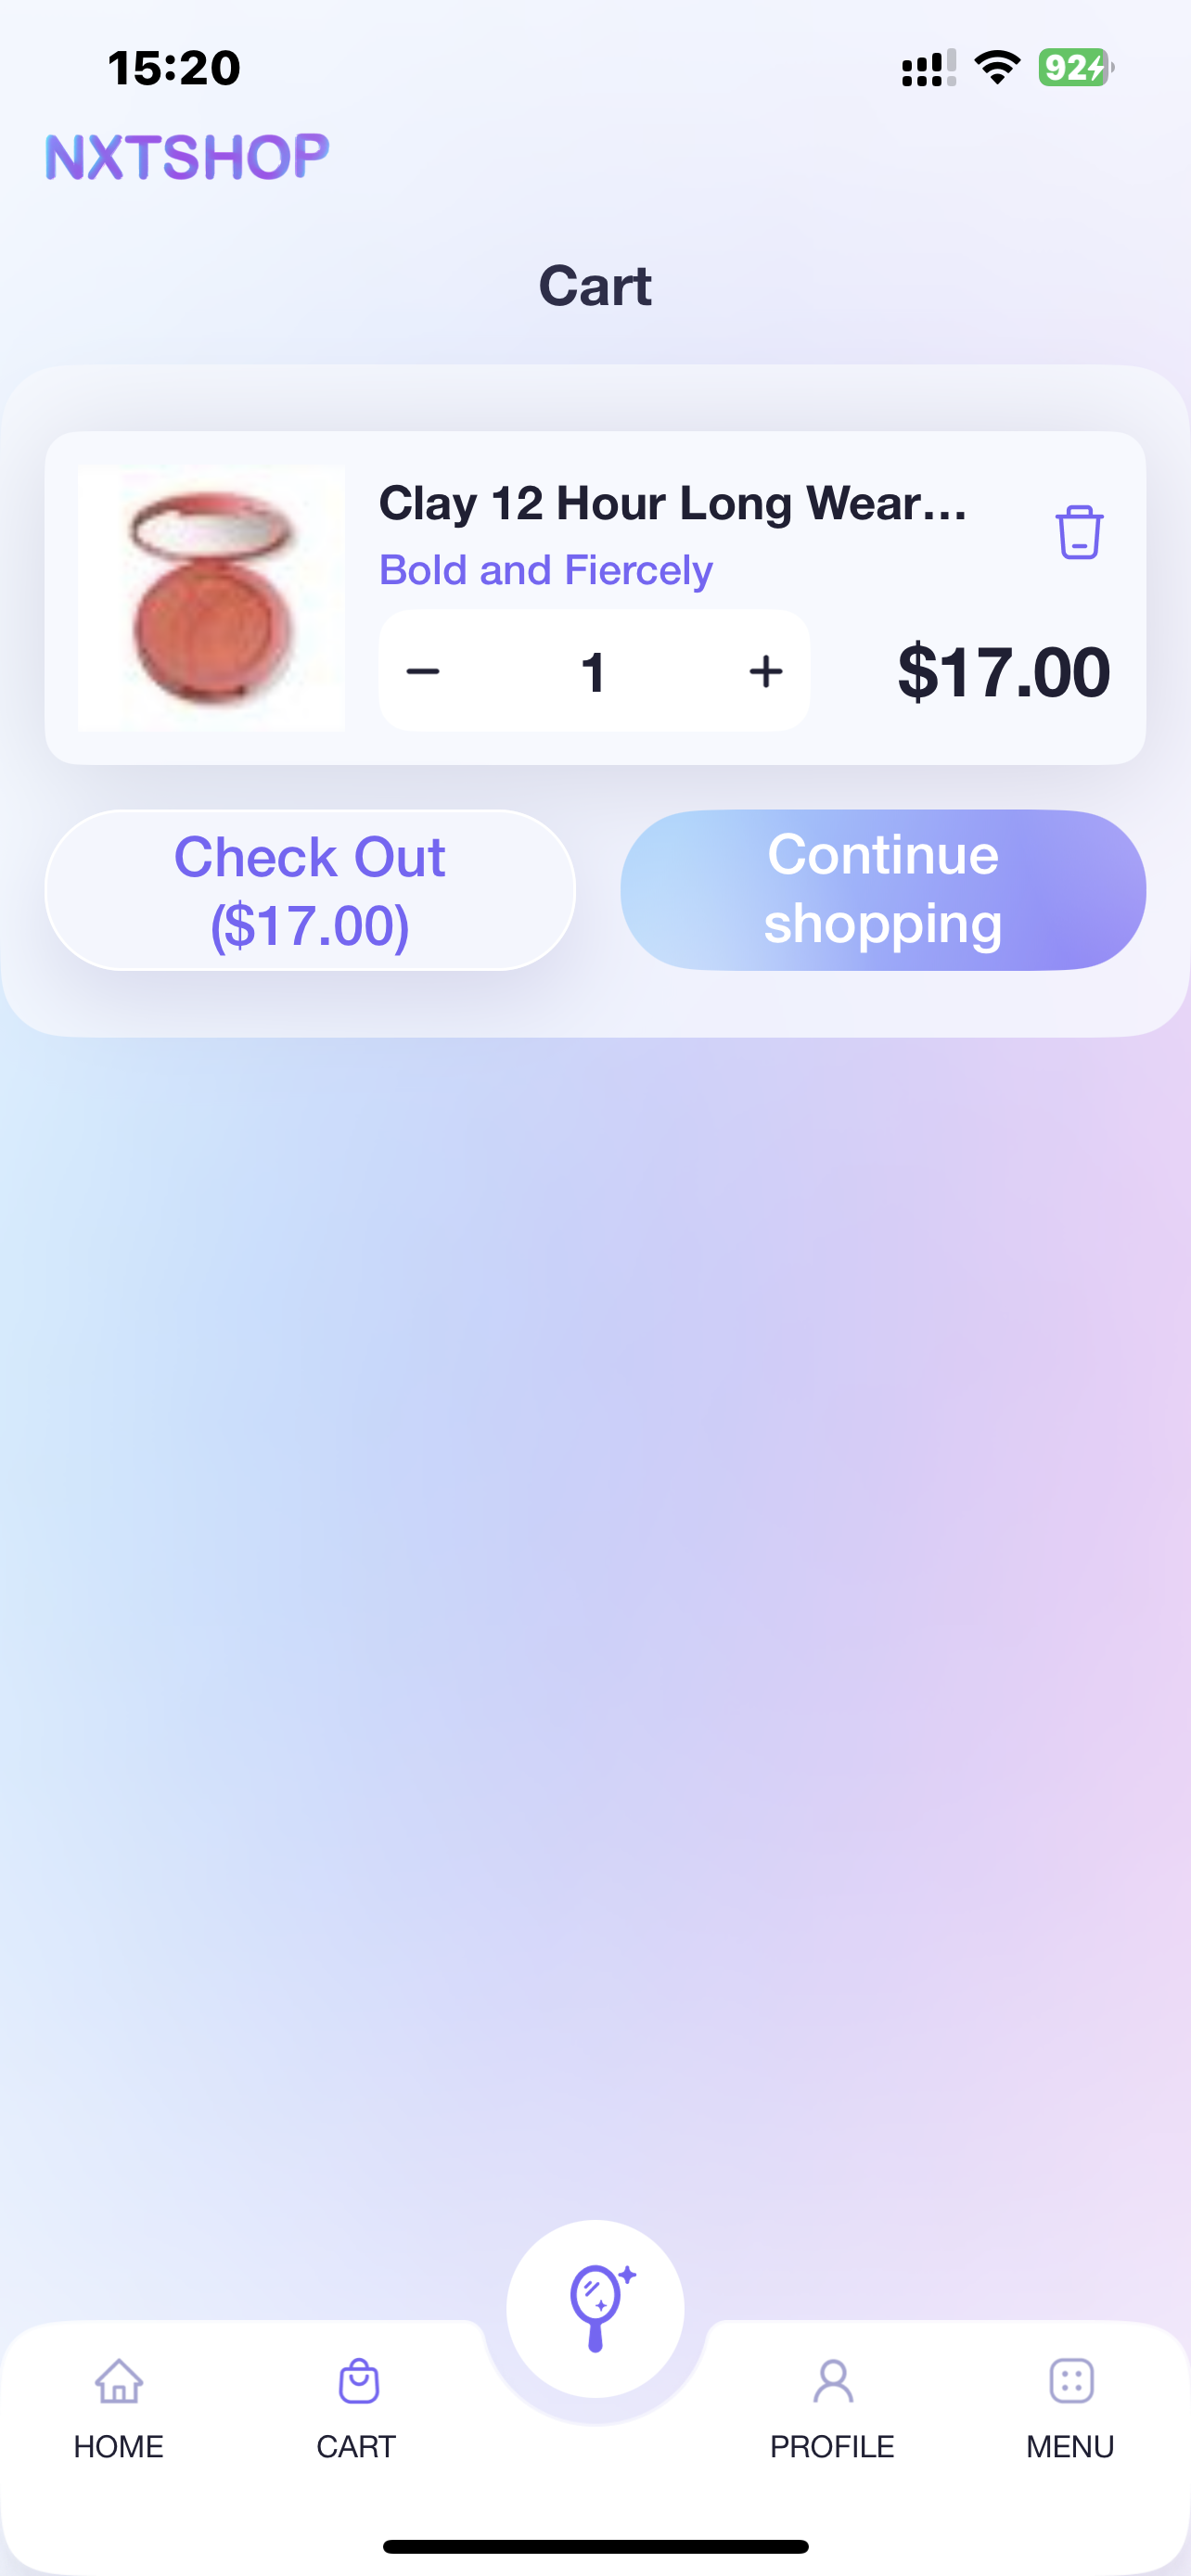 15:20
92
NXTSHOP
Cart
Clay 12 Hour Long Wear...
Bold and Fiercely
1
$17.00
Check Out
($17.00)
Continue
shopping
HOME
CART
PROFILE
MENU